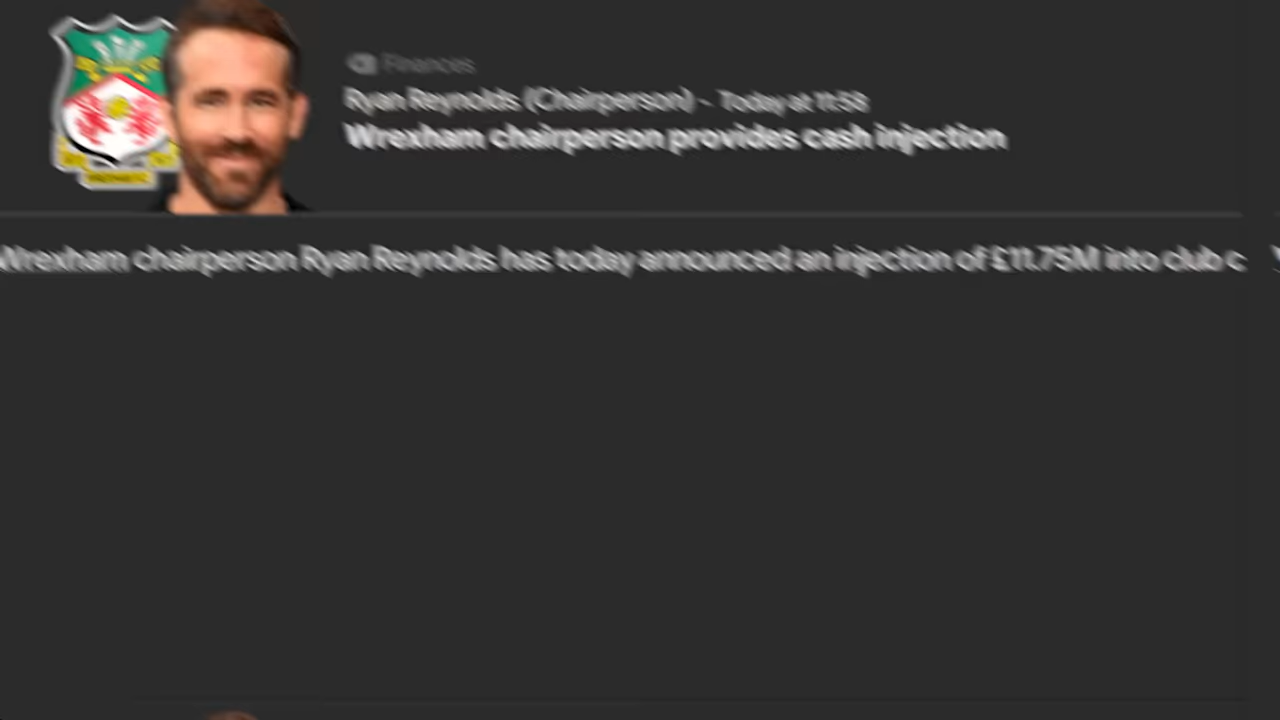 Finances
Ryan Reynolds (Chairperson) - Today at 11:58
Wrexham chairperson provides cash injection
Wrexham chairperson Ryan Reynolds has today announced an injection of £11.75M into club c